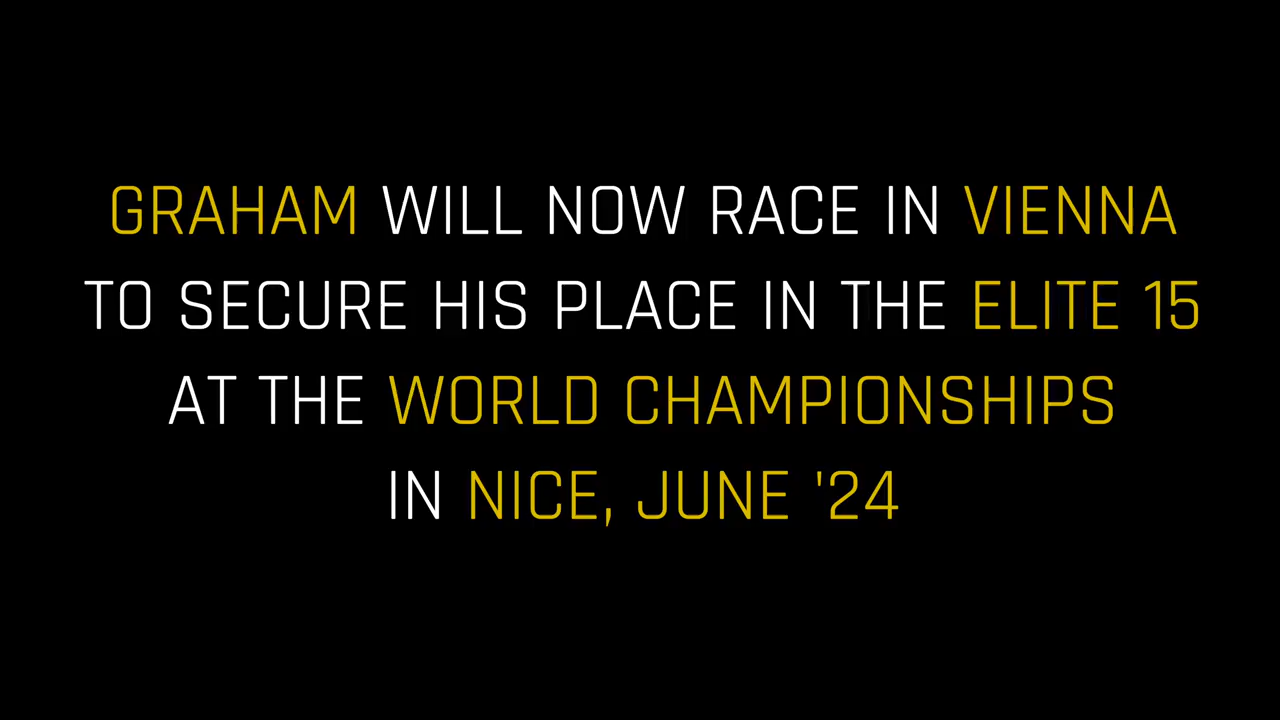 GRAHAM WILL NOW RACE IN VIENNA
TO SECURE HIS PLACE IN THE ELITE 15
AT THE WORLD CHAMPIONSHIPS
IN NICE, JUNE '24